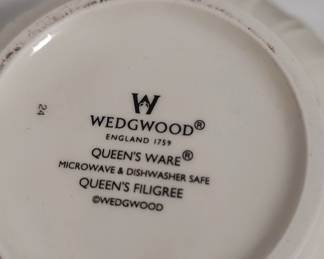 24
W
WEDGWOOD®
ENGLAND 1759
QUEEN'S WARE®
MICROWAVE & DISHWASHER SAFE
QUEEN'S FILIGREE
©WEDGWOOD